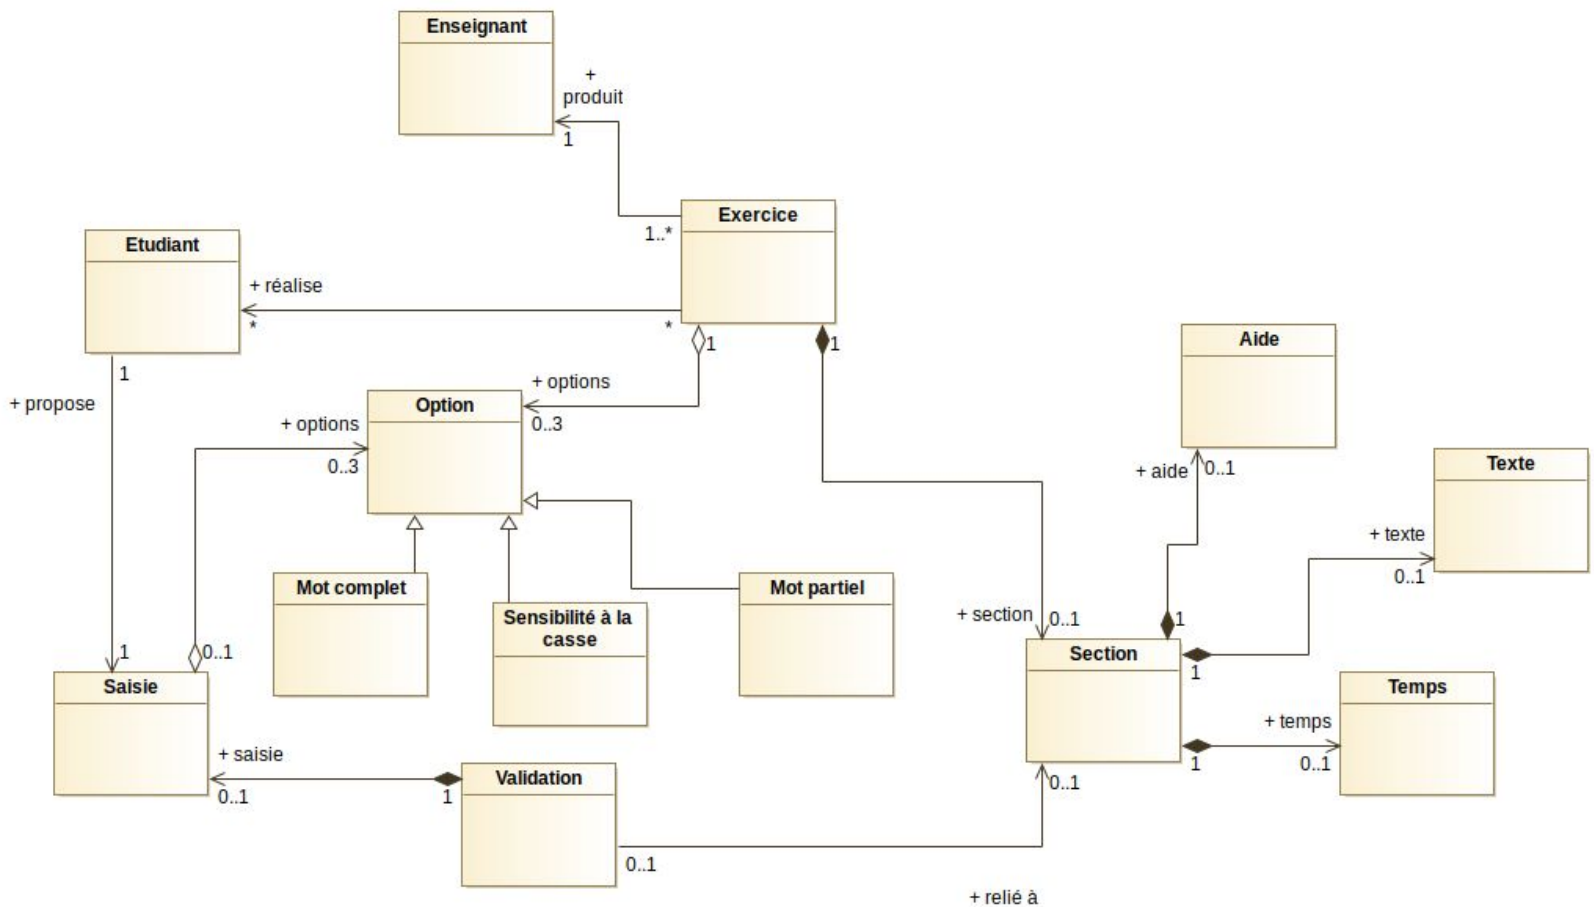 Enseignant
+
produit
1
Exercice
1..*
Etudiant
+ réalise
*
*
1
1
Aide
1
+ propose
+ options
0..3
Option
+ options
0..3
+ aide
0..1
Texte
+ texte
0..1
Mot complet
Sensibilité à la
casse
Mot partiel
+ section
0..1
1
1
0..1
Section
1
Saisie
Temps
+ temps
0..1
1
+ saisie
0..1
1
Validation
0..1
0..1
+ relié à